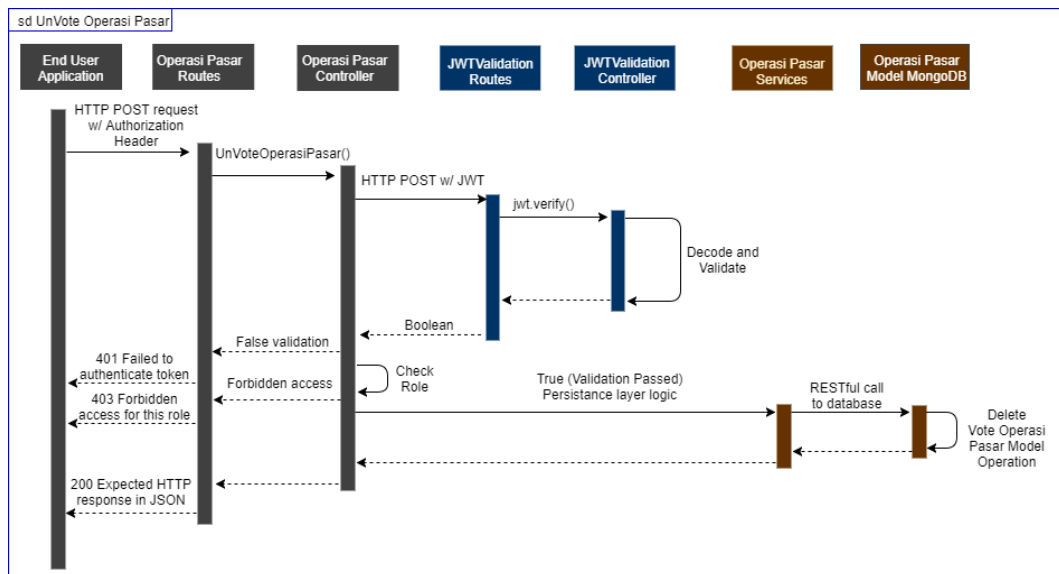 sd UnVote Operasi Pasar
End User
Application
Operasi Pasar
Routes
Operasi Pasar
Controller
JWTValidation
Routes
JWTValidation
Controller
Operasi Pasar
Services
Operasi Pasar
Model MongoDB
HTTP POST request
w/ Authorization
Header
UnVoteOperasiPasar()
HTTP POST w/ JWT
jwt.verify()
Decode and
Validate
Boolean
False validation
401 Failed to
authenticate token
Check
Role
Forbidden access
403 Forbidden
access for this role
True (Validation Passed)
Persistance layer logic
RESTful call
to database
Delete
Vote Operasi
Pasar Model
Operation
200 Expected HTTP
response in JSON